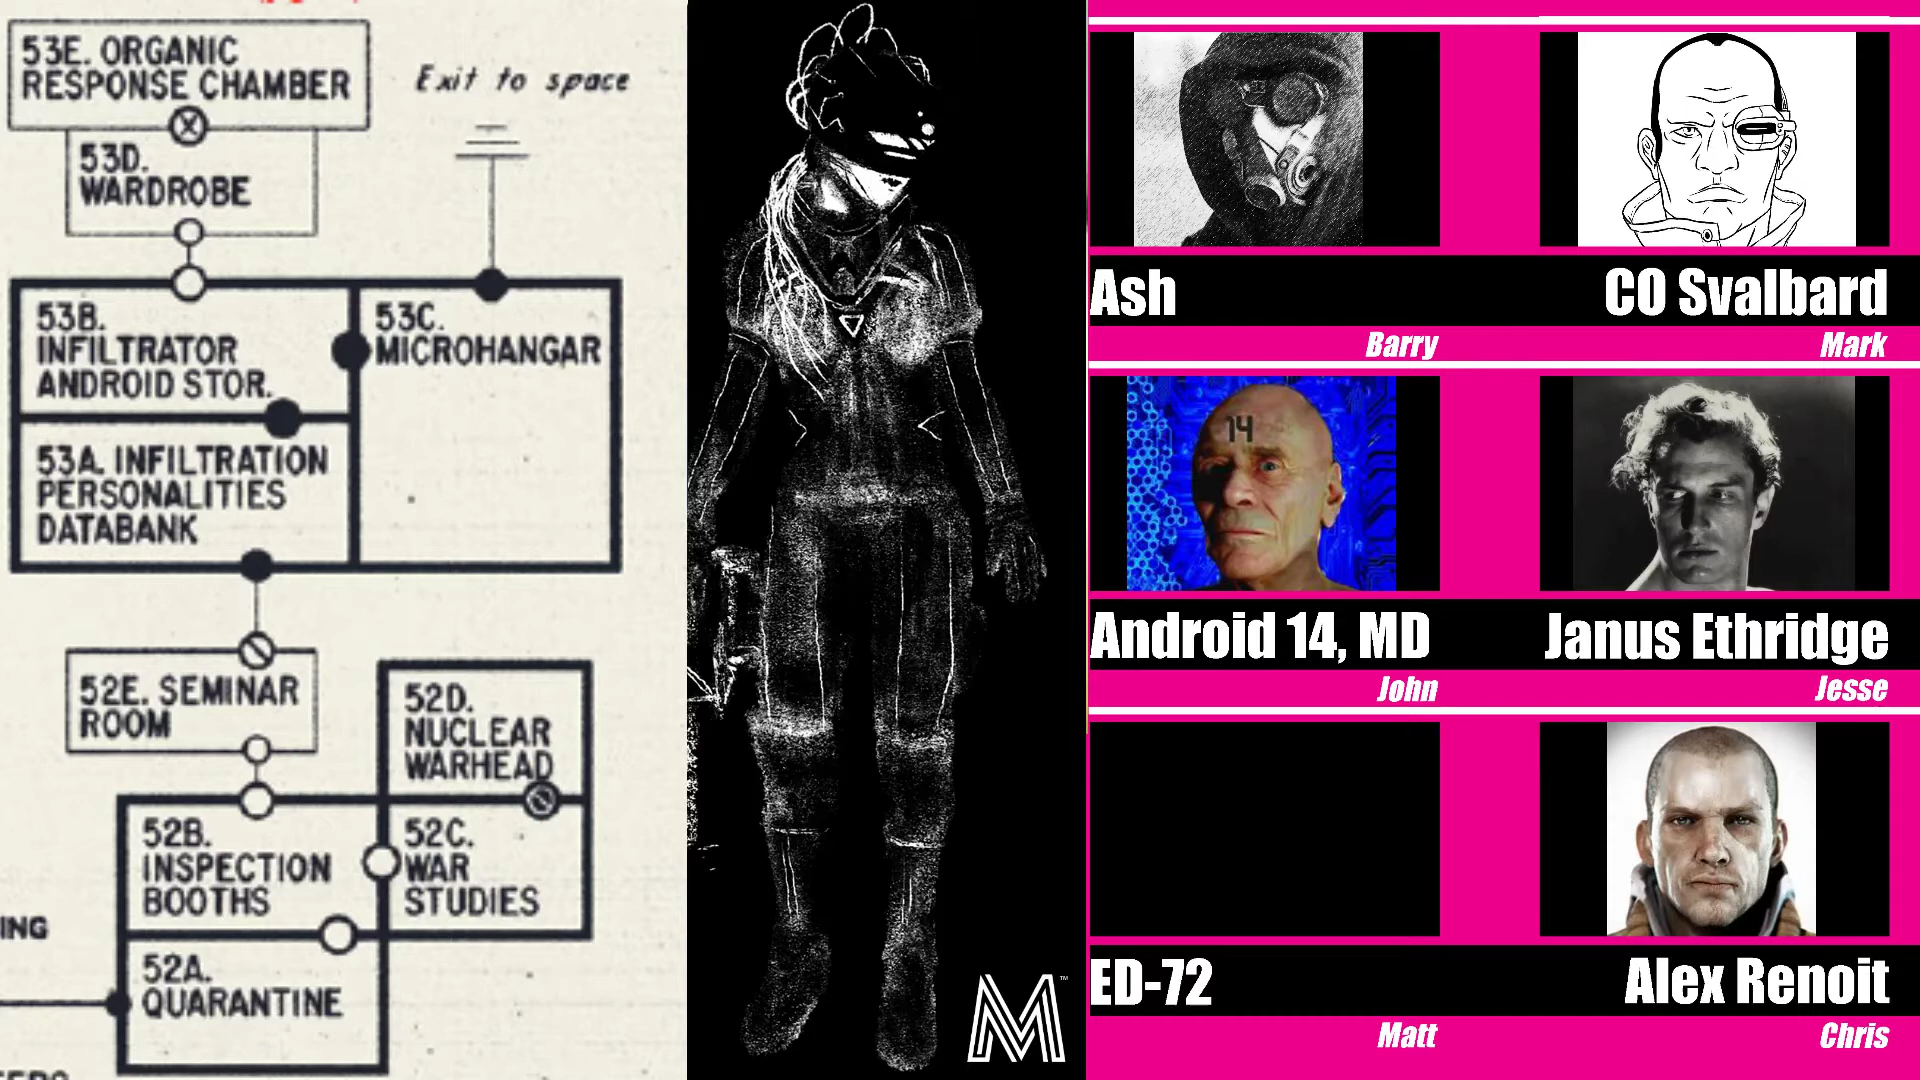 53E. ORGANIC
RESPONSE CHAMBER
Exit to space
53D.
WARDROBE
53B.
INFILTRATOR
ANDROID STOR.
53C.
MICROHANGAR
53A. INFILTRATION
PERSONALITIES
DATABANK
52E. SEMINAR
ROOM
52D.
NUCLEAR
WARHEAD
52B.
INSPECTION
BOOTHS
52C.
WAR
STUDIES
ING
52A.
QUARANTINE
M™
Ash
Barry
CO Svalbard
Mark
14
Android 14, MD
John
Janus Ethridge
Jesse
ED-72
Matt
Alex Renoit
Chris